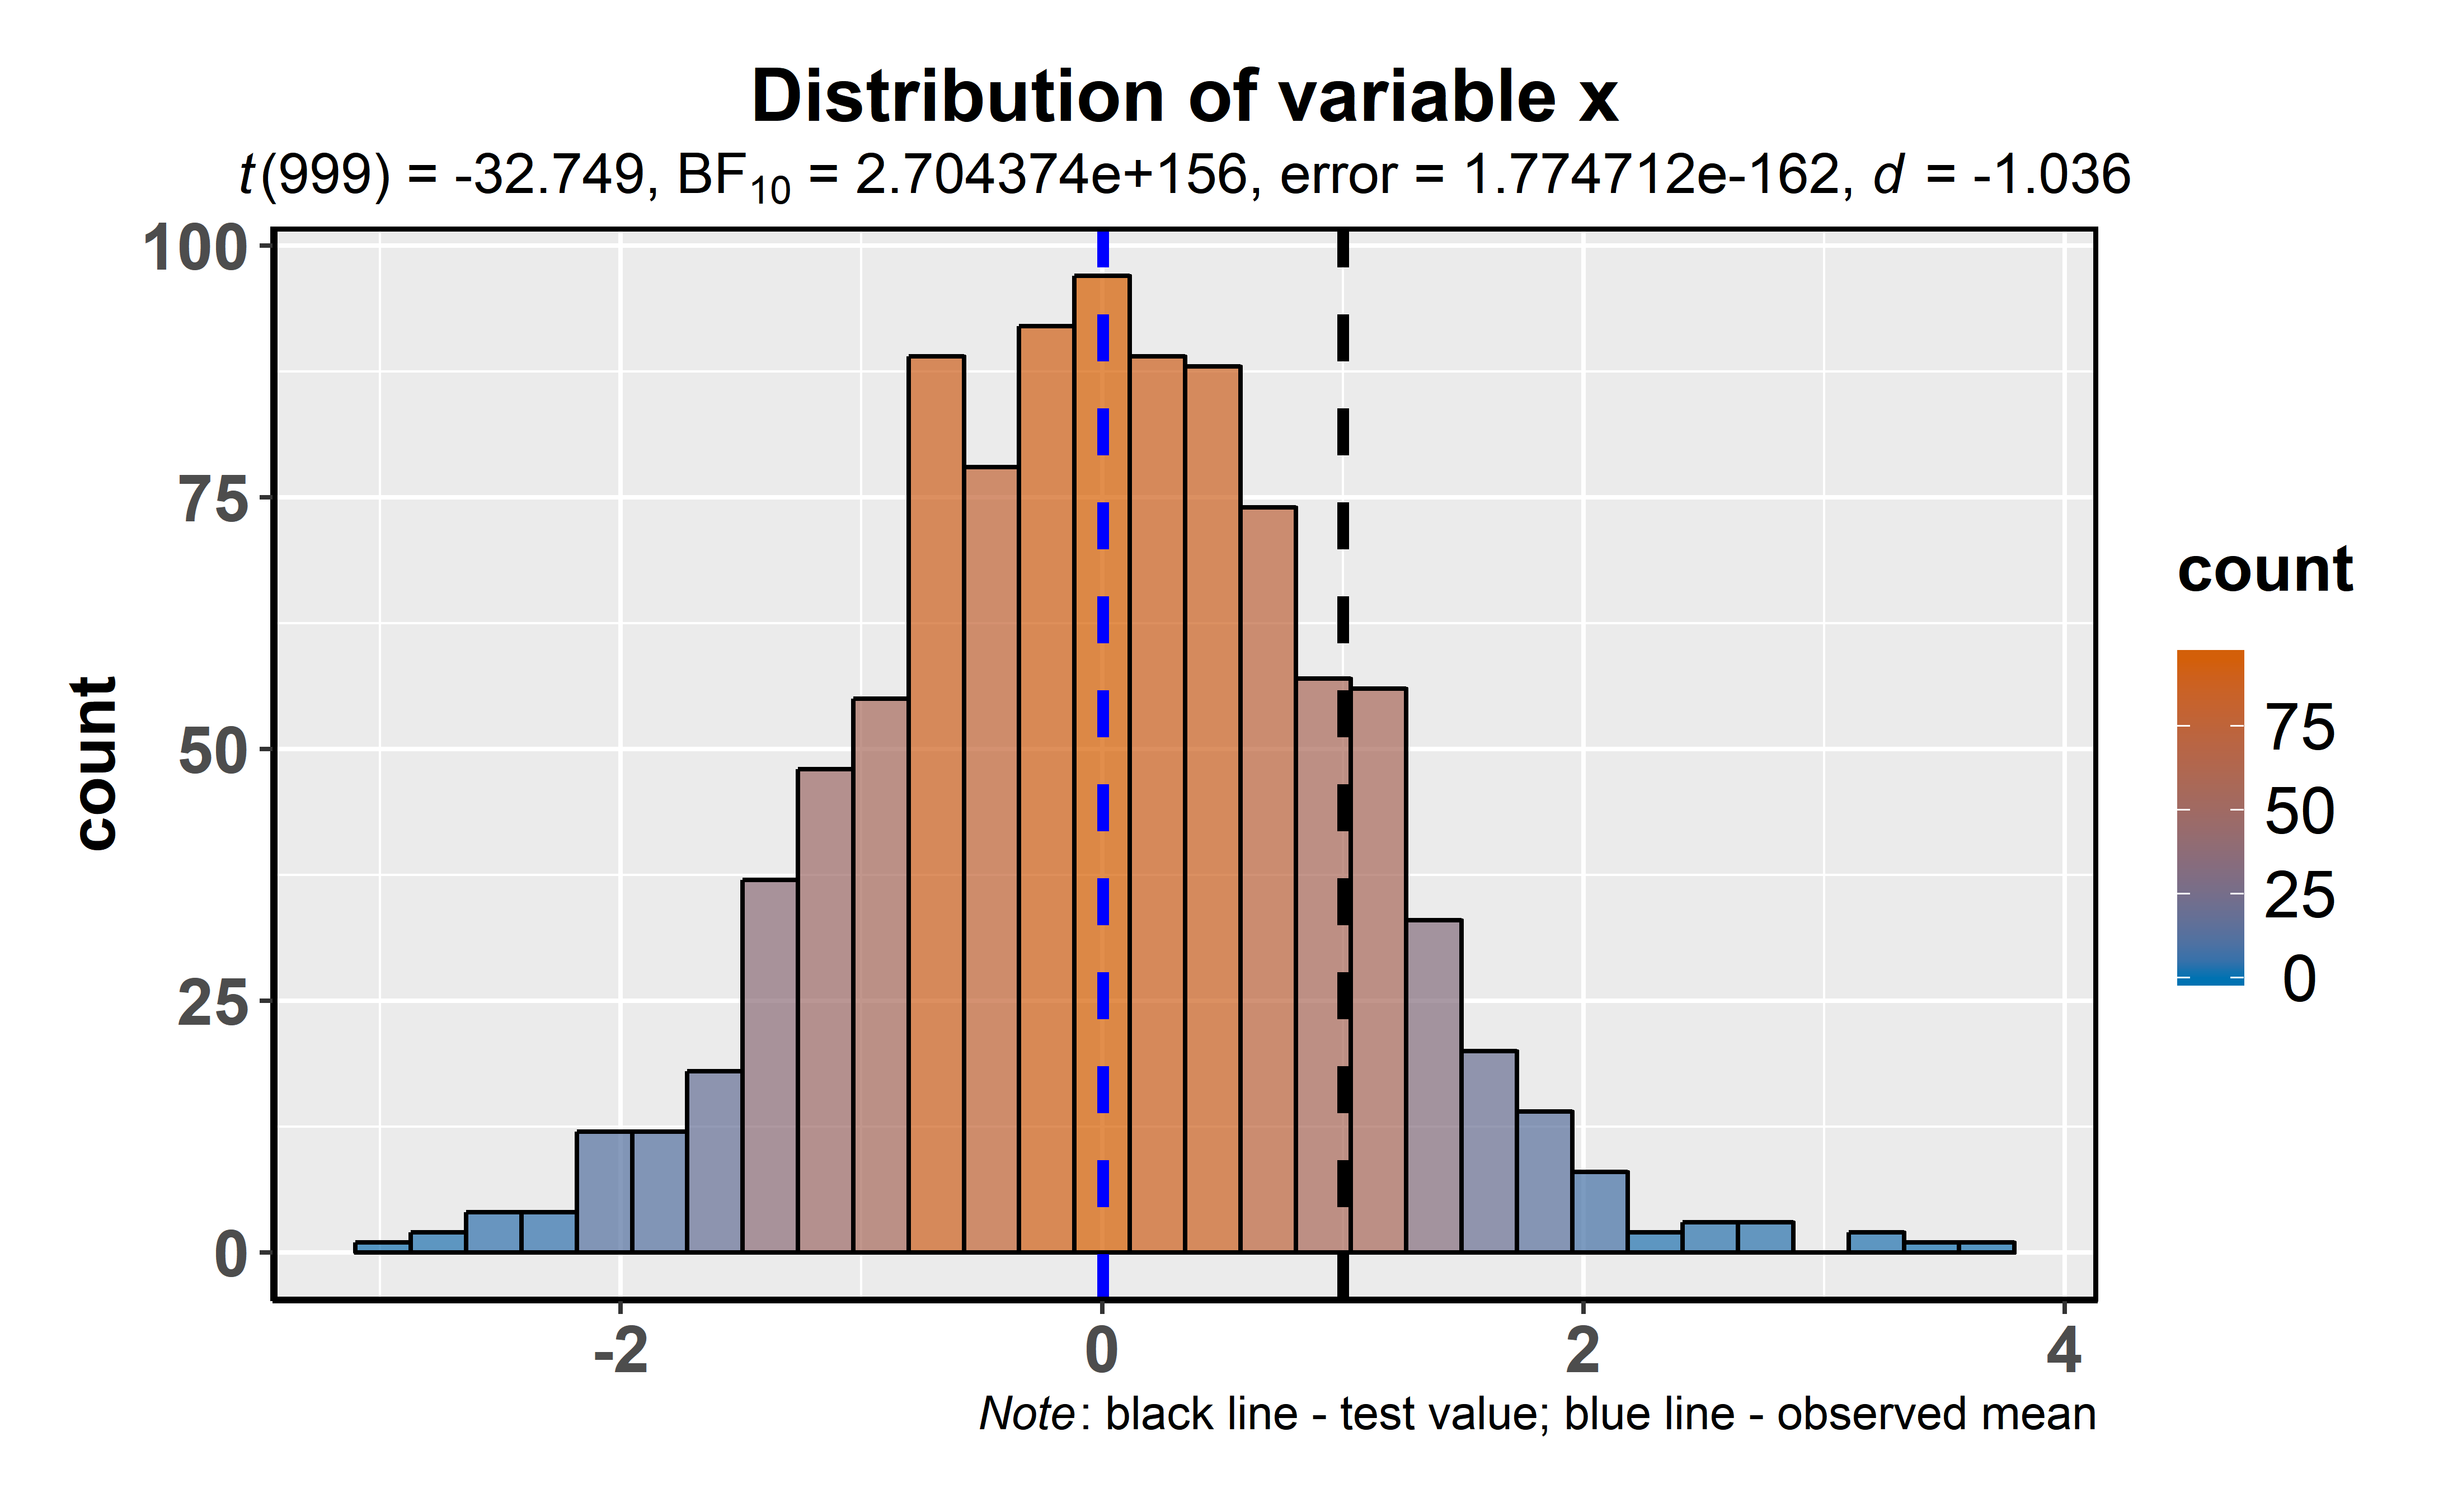 Distribution of variable x
t(999) = -32.749, BF₁₀ = 2.704374e+156, error = 1.774712e-162, d = -1.036
100
75
50
25
0
count
-2 0 2 4
count
75
50
25
0
Note: black line - test value; blue line - observed mean